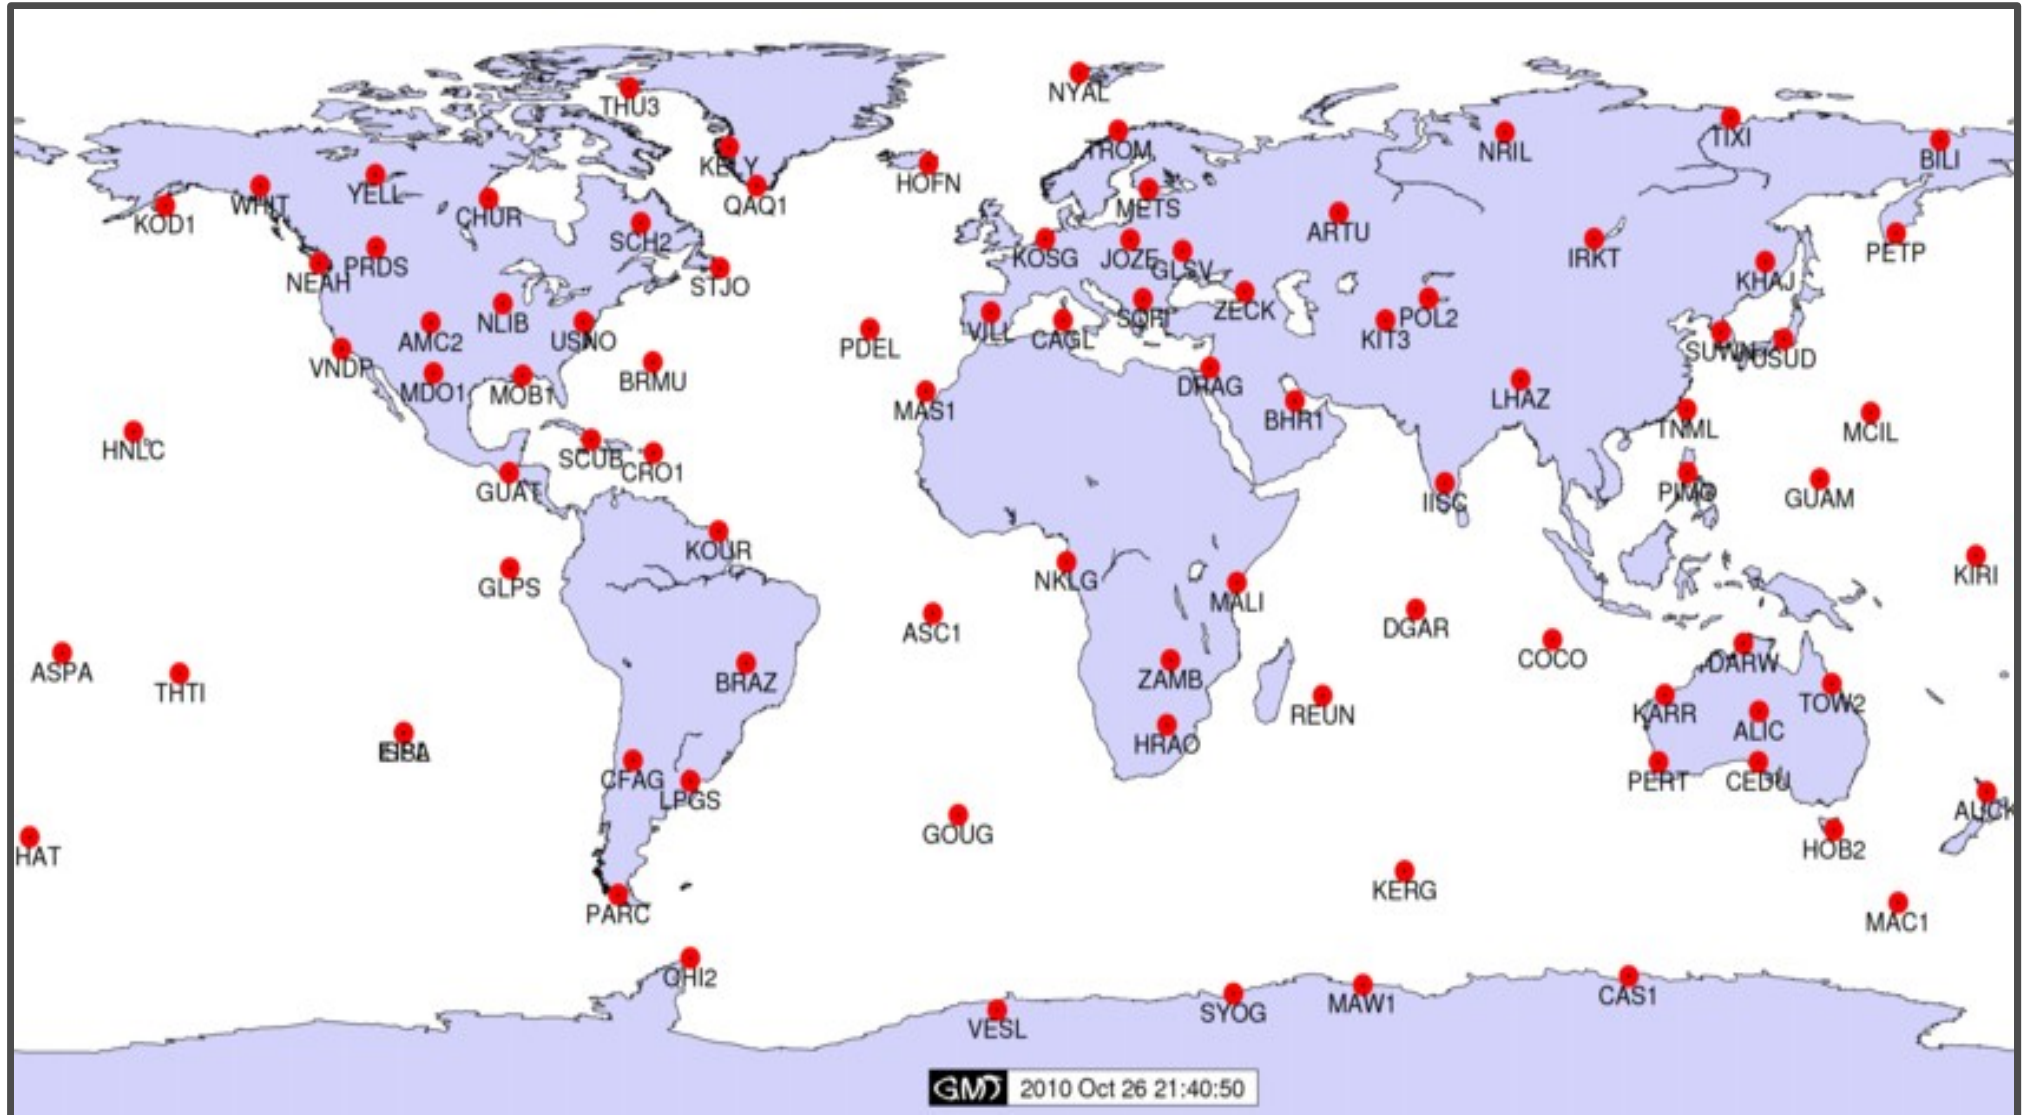 NYAL
THU3
TIXI
TROM
NRIL
BILI
KELY
HOFN
YELL
WHIT
KOD1
CHUR
QAQ1
METS
SCH2
ARTU
PETP
IRKT
KOSG
JOZE
GLSV
PRDS
NEAH
STJO
KHAJ
ZECK
POL2
NLIB
SOFI
AMC2
USNO
VILL
CAGL
KIT3
PDEL
SUWN
USUD
VNDP
BRMU
MDO1
MOB1
DRAG
LHAZ
MAS1
BHR1
TNML
MCIL
HNLC
SCUB
CRO1
GUAT
IISC
PIMO
GUAM
KOUR
GLPS
NKLG
KIRI
MALI
ASC1
DGAR
COCO
ASPA
THTI
BRAZ
ZAMB
DARW
REUN
KARR
TOW2
ALIC
HRAO
CFAG
LPGS
PERT
CEDU
AUCK
GOUG
HAT
HOB2
KERG
PARC
MAC1
OHI2
VESL
SYOG
MAW1
CAS1
GMT 2010 Oct 26 21:40:50